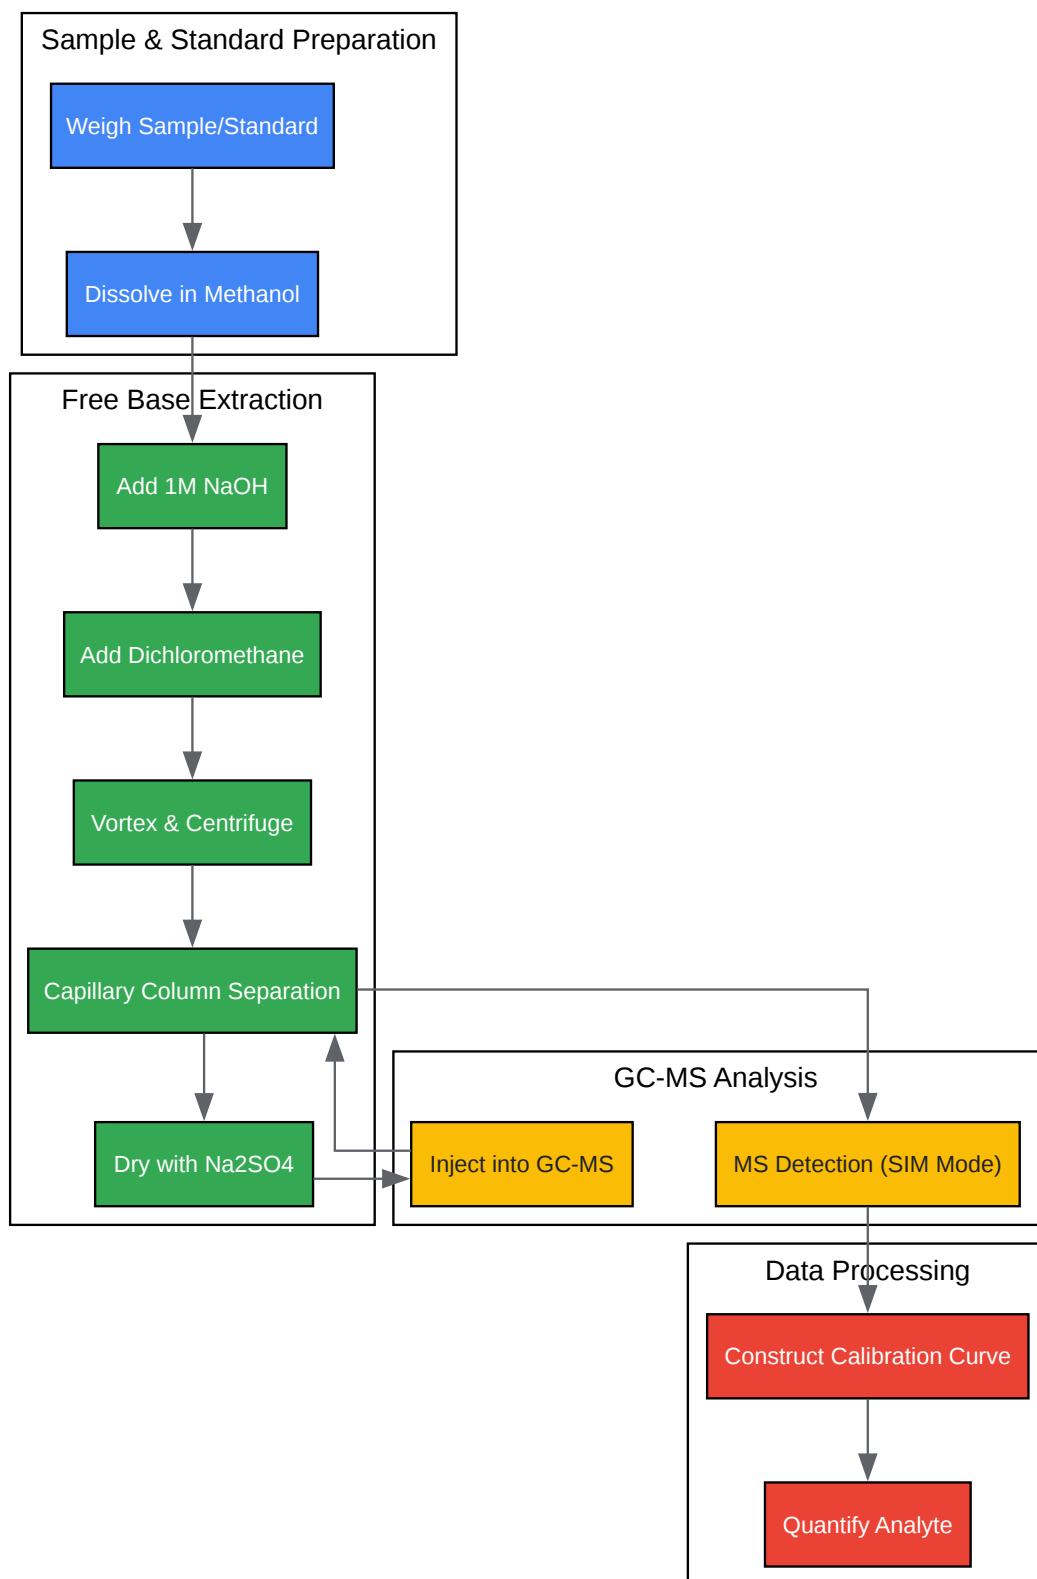 Sample & Standard Preparation
Weigh Sample/Standard
Dissolve in Methanol
Free Base Extraction
Add 1M NaOH
Add Dichloromethane
Vortex & Centrifuge
Capillary Column Separation
Dry with Na2SO4
GC-MS Analysis
Inject into GC-MS
MS Detection (SIM Mode)
Data Processing
Construct Calibration Curve
Quantify Analyte